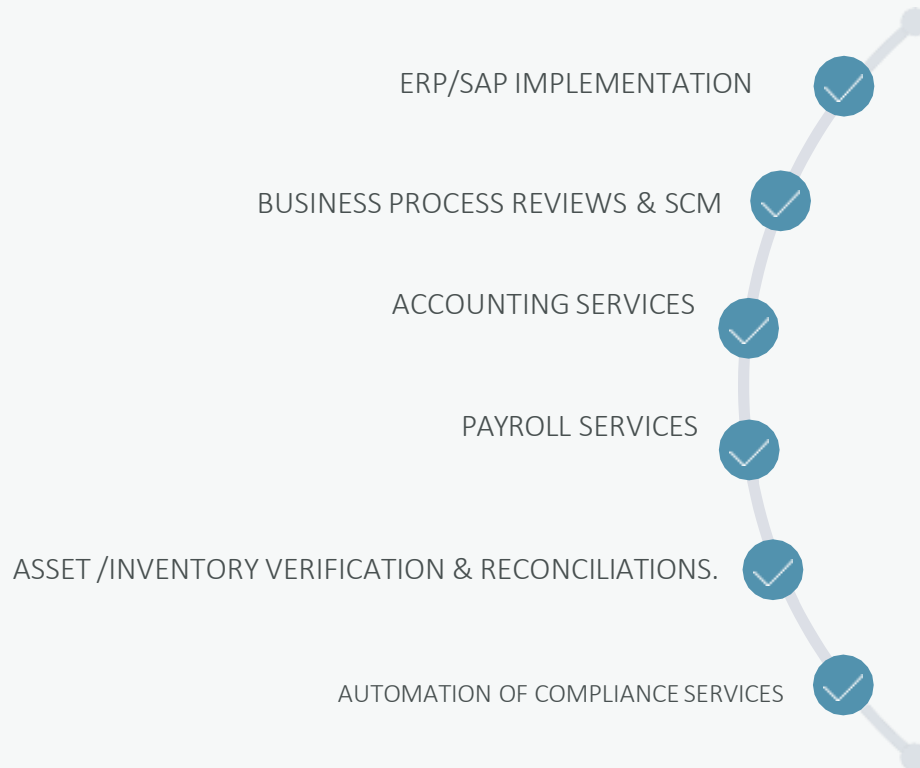 ERP/SAP IMPLEMENTATION
BUSINESS PROCESS REVIEWS & SCM
ACCOUNTING SERVICES
PAYROLL SERVICES
ASSET /INVENTORY VERIFICATION & RECONCILIATIONS.
AUTOMATION OF COMPLIANCE SERVICES